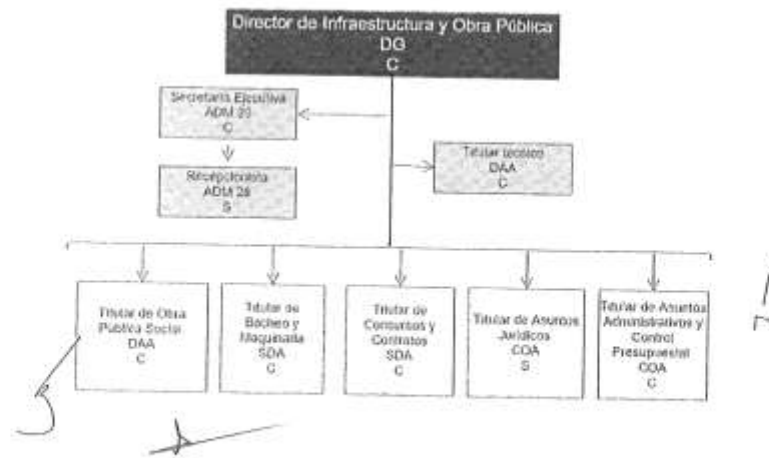 Director de Infraestructura y Obra Pública
DG
C
Secretaria Ejecutiva
ADM
C
Recepcionista
ADM 28
S
Titular técnico
DAA
C
Titular de Obra
Pública Social
DAA
C
Titular de
Bacheo y
Maquinaria
SDA
C
Titular de
Concursos y
Contratos
SDA
C
Titular de Asuntos
Jurídicos
COA
S
Titular de Asuntos
Administrativos y
Control
Presupuestal
COA
C